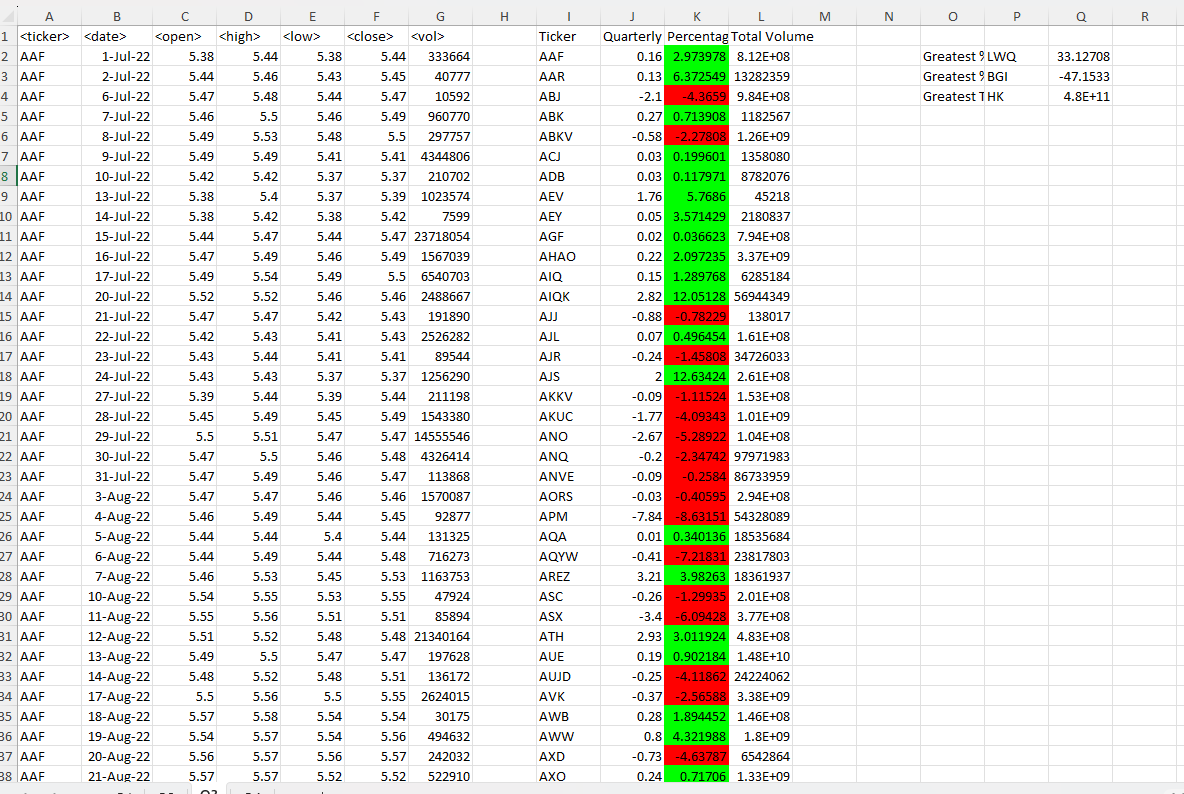 A B C D E F G H I J K L M N O P Q R
1 <ticker> <date> <open> <high> <low> <close> <vol> Ticker Quarterly Percentag Total Volume
2 AAF 1-Jul-22 5.38 5.44 5.38 5.44 333664 AAF 0.16 2.973978 8.12E+08 Greatest % LWQ 33.12708
3 AAF 2-Jul-22 5.44 5.46 5.43 5.45 40777 AAR 0.13 6.372549 13282359 Greatest % BGI -47.1533
4 AAF 6-Jul-22 5.47 5.48 5.44 5.47 10592 ABJ -2.1 -4.3659 9.84E+08 Greatest T HK 4.8E+11
5 AAF 7-Jul-22 5.46 5.5 5.46 5.49 960770 ABK 0.27 0.713908 1182567
6 AAF 8-Jul-22 5.49 5.53 5.48 5.5 297757 ABKV -0.58 -2.27808 1.26E+09
7 AAF 9-Jul-22 5.49 5.49 5.41 5.41 4344806 ACJ 0.03 0.199601 1358080
8 AAF 10-Jul-22 5.42 5.42 5.37 5.37 210702 ADB 0.03 0.117971 8782076
9 AAF 13-Jul-22 5.38 5.4 5.37 5.39 1023574 AEV 1.76 5.7686 45218
10 AAF 14-Jul-22 5.38 5.42 5.38 5.42 7599 AEY 0.05 3.571429 2180837
11 AAF 15-Jul-22 5.44 5.47 5.44 5.47 23718054 AGF 0.02 0.036623 7.94E+08
12 AAF 16-Jul-22 5.47 5.49 5.46 5.49 1567039 AHAO 0.22 2.097235 3.37E+09
13 AAF 17-Jul-22 5.49 5.54 5.49 5.5 6540703 AIQ 0.15 1.289768 6285184
14 AAF 20-Jul-22 5.52 5.52 5.46 5.46 2488667 AIQK 2.82 12.05128 56944349
15 AAF 21-Jul-22 5.47 5.47 5.42 5.43 191890 AJJ -0.88 -0.78229 138017
16 AAF 22-Jul-22 5.42 5.43 5.41 5.43 2526282 AJL 0.07 0.496454 1.61E+08
17 AAF 23-Jul-22 5.43 5.44 5.41 5.41 89544 AJR -0.24 -1.45808 34726033
18 AAF 24-Jul-22 5.43 5.43 5.37 5.37 1256290 AJS 2 12.63424 2.61E+08
19 AAF 27-Jul-22 5.39 5.44 5.39 5.44 211198 AKKV -0.09 -1.11524 1.53E+08
20 AAF 28-Jul-22 5.45 5.49 5.45 5.49 1543380 AKUC -1.77 -4.09343 1.01E+09
21 AAF 29-Jul-22 5.5 5.51 5.47 5.47 14555546 ANO -2.67 -5.28922 1.04E+08
22 AAF 30-Jul-22 5.47 5.5 5.46 5.48 4326414 ANQ -0.2 -2.34742 97971983
23 AAF 31-Jul-22 5.47 5.49 5.46 5.47 113868 ANVE -0.09 -0.2584 86733959
24 AAF 3-Aug-22 5.47 5.47 5.46 5.46 1570087 AORS -0.03 -0.40595 2.94E+08
25 AAF 4-Aug-22 5.46 5.49 5.44 5.45 92877 APM -7.84 -8.63151 54328089
26 AAF 5-Aug-22 5.44 5.44 5.4 5.44 131325 AQA 0.01 0.340136 18535684
27 AAF 6-Aug-22 5.44 5.49 5.44 5.48 716273 AQYW -0.41 -7.21831 23817803
28 AAF 7-Aug-22 5.46 5.53 5.45 5.53 1163753 AREZ 3.21 3.98263 18361937
29 AAF 10-Aug-22 5.54 5.55 5.53 5.55 47924 ASC -0.26 -1.29935 2.01E+08
30 AAF 11-Aug-22 5.55 5.56 5.51 5.51 85894 ASX -3.4 -6.09428 3.77E+08
31 AAF 12-Aug-22 5.51 5.52 5.48 5.48 21340164 ATH 2.93 3.011924 4.83E+08
32 AAF 13-Aug-22 5.49 5.5 5.47 5.47 197628 AUE 0.19 0.902184 1.48E+10
33 AAF 14-Aug-22 5.48 5.52 5.48 5.51 136172 AUJD -0.25 -4.11862 24224062
34 AAF 17-Aug-22 5.5 5.56 5.5 5.55 2624015 AVK -0.37 -2.56588 3.38E+09
35 AAF 18-Aug-22 5.57 5.58 5.54 5.54 30175 AWB 0.28 1.894452 1.46E+08
36 AAF 19-Aug-22 5.54 5.57 5.54 5.56 494632 AWW 0.8 4.321988 1.8E+09
37 AAF 20-Aug-22 5.56 5.57 5.56 5.57 242032 AXD -0.73 -4.63787 6542864
38 AAF 21-Aug-22 5.57 5.57 5.52 5.52 522910 AXO 0.24 0.71706 1.33E+09